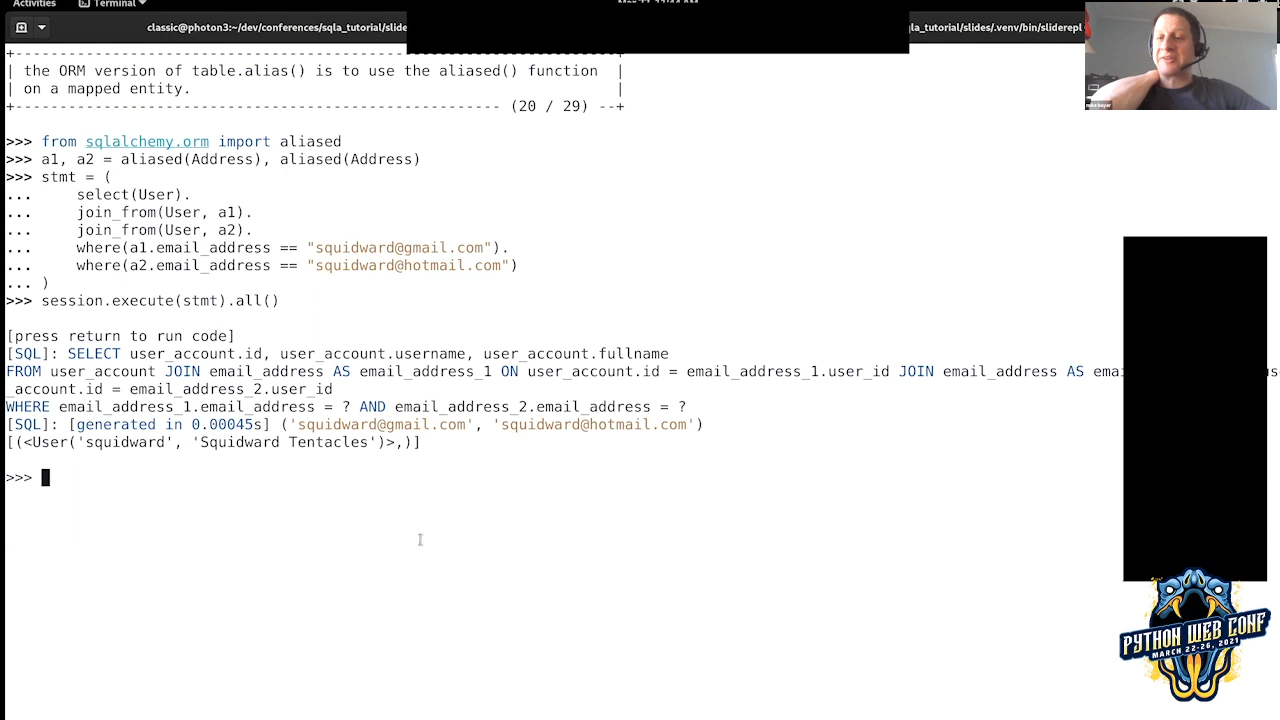 Activities
Terminal
classic@photon3:~/dev/conferences/sqla_tutorial/slide
la_tutorial/slides/.venv/bin/sliderepl
+------------------------------------------------------------------+
| the ORM version of table.alias() is to use the aliased() function |
| on a mapped entity. |
+------------------------------------------------------ (20 / 29) --+
>>> from sqlalchemy.orm import aliased
>>> a1, a2 = aliased(Address), aliased(Address)
>>> stmt = (
... select(User).
... join_from(User, a1).
... join_from(User, a2).
... where(a1.email_address == "squidward@gmail.com").
... where(a2.email_address == "squidward@hotmail.com")
... )
>>> session.execute(stmt).all()
[press return to run code]
[SQL]: SELECT user_account.id, user_account.username, user_account.fullname
FROM user_account JOIN email_address AS email_address_1 ON user_account.id = email_address_1.user_id JOIN email_address AS emai
_account.id = email_address_2.user_id
WHERE email_address_1.email_address = ? AND email_address_2.email_address = ?
[SQL]: [generated in 0.00045s] ('squidward@gmail.com', 'squidward@hotmail.com')
[(<User('squidward', 'Squidward Tentacles')>,)]
>>>
PYTHON WEB CONF
MARCH 22-26, 2021